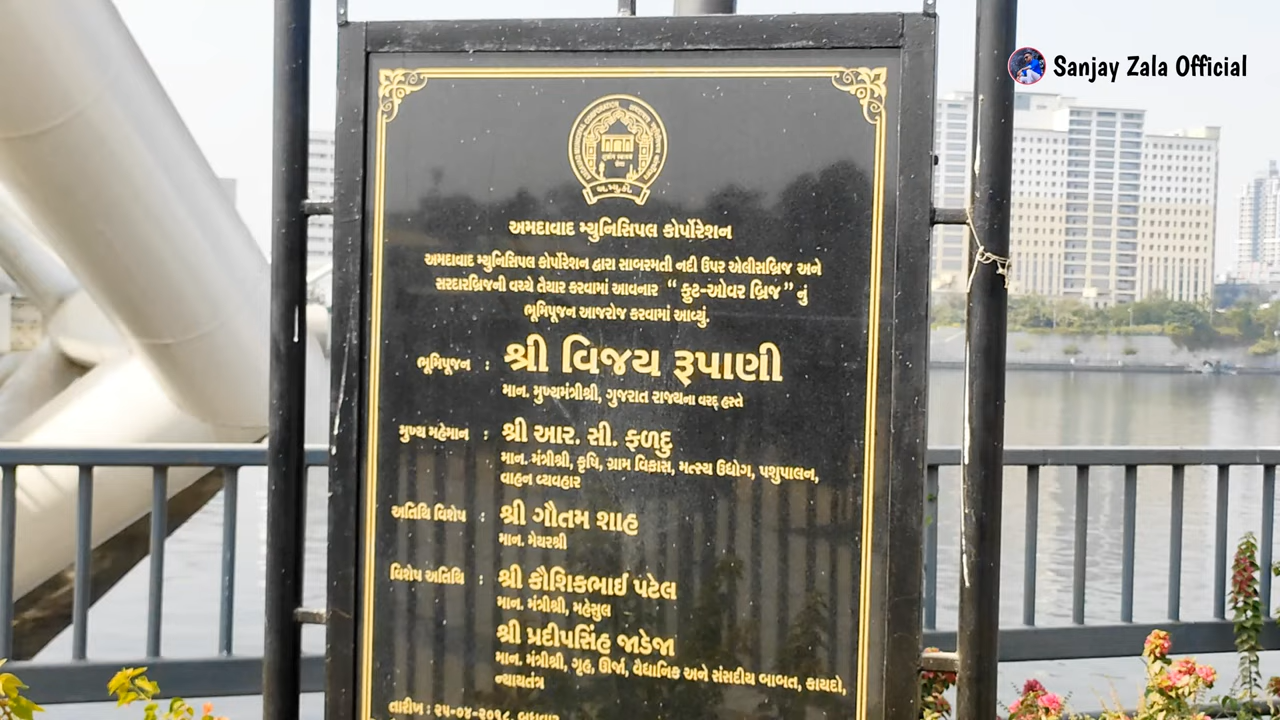 Sanjay Zala Official
અ.મ્યુ.કો.
અમદાવાદ મ્યુનિસિપલ કોર્પોરેશન
અમદાવાદ મ્યુનિસિપલ કોર્પોરેશન દ્વારા સાબરમતી નદી ઉપર એલીસબ્રિજ અને
સરદારબ્રિજની વચ્ચે તૈયાર કરવામાં આવનાર “ ફુટ-ઓવર બ્રિજ ” નું
ભૂમિપૂજન આજરોજ કરવામાં આવ્યું.
ભૂમિપૂજન : શ્રી વિજય રૂપાણી
માન. મુખ્યમંત્રીશ્રી, ગુજરાત રાજ્યના વરદ્ હસ્તે
મુખ્ય મહેમાન : શ્રી આર. સી. ફળદુ
માન. મંત્રીશ્રી, કૃષિ, ગ્રામ વિકાસ, મત્સ્ય ઉદ્યોગ, પશુપાલન,
વાહન વ્યવહાર
અતિથિ વિશેષ : શ્રી ગૌતમ શાહ
માન. મેયરશ્રી
વિશેષ અતિથિ : શ્રી કૌશિકભાઈ પટેલ
માન. મંત્રીશ્રી, મહેસુલ
શ્રી પ્રદીપસિંહ જાડેજા
માન. મંત્રીશ્રી, ગૃહ, ઊર્જા, વૈધાનિક અને સંસદીય બાબત, કાયદો,
ન્યાયતંત્ર
તારીખ : ૨૫-૦૪-૨૦૧૮, બુધવાર